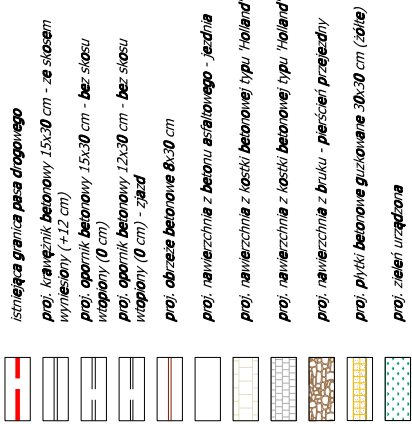 istniejąca granica pasa drogowego
proj. krawężnik betonowy 15x30 cm - ze skosem
wyniesiony (+12 cm)
proj. opornik betonowy 15x30 cm - bez skosu
wtopiony (0 cm)
proj. opornik betonowy 12x30 cm - bez skosu
wtopiony (0 cm) - zjazd
proj. obrzeże betonowe 8x30 cm
proj. nawierzchnia z betonu asfaltowego - jezdnia
proj. nawierzchnia z kostki betonowej typu 'Holland'
proj. nawierzchnia z kostki betonowej typu 'Holland'
proj. nawierzchnia z bruku - pierścień przejezdny
proj. płytki betonowe guzkowane 30x30 cm (żółte)
proj. zieleń urządzona